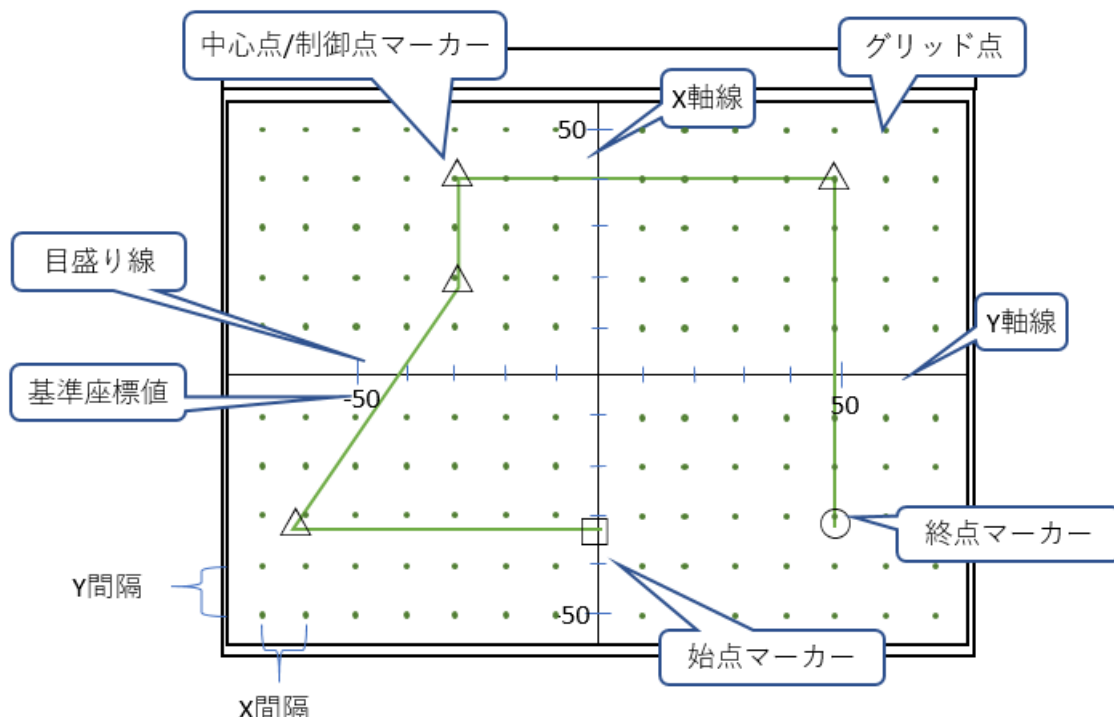 中心点/制御点マーカー
グリッド点
X軸線
50
目盛り線
Y軸線
基準座標値
-50
50
終点マーカー
Y間隔
-50
始点マーカー
X間隔